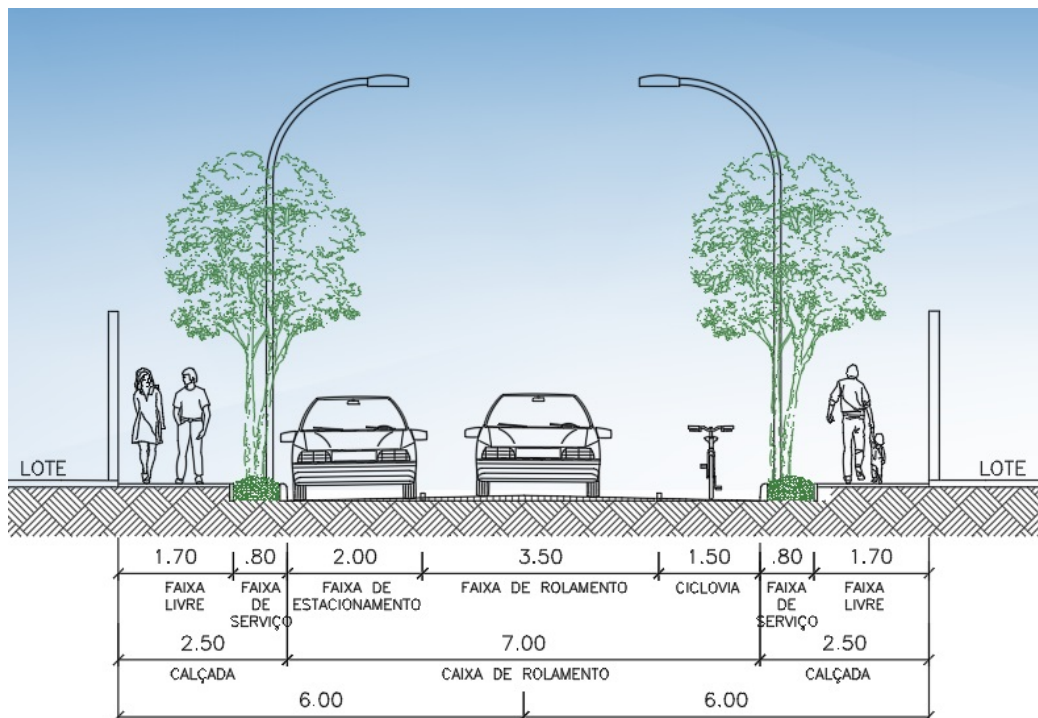 LOTE
LOTE
1.70 .80 2.00 3.50 1.50 .80 1.70
FAIXA LIVRE
FAIXA DE SERVIÇO
FAIXA DE ESTACIONAMENTO
FAIXA DE ROLAMENTO
CICLOVIA
FAIXA DE SERVIÇO
FAIXA LIVRE
2.50 7.00 2.50
CALÇADA CAIXA DE ROLAMENTO CALÇADA
6.00 6.00